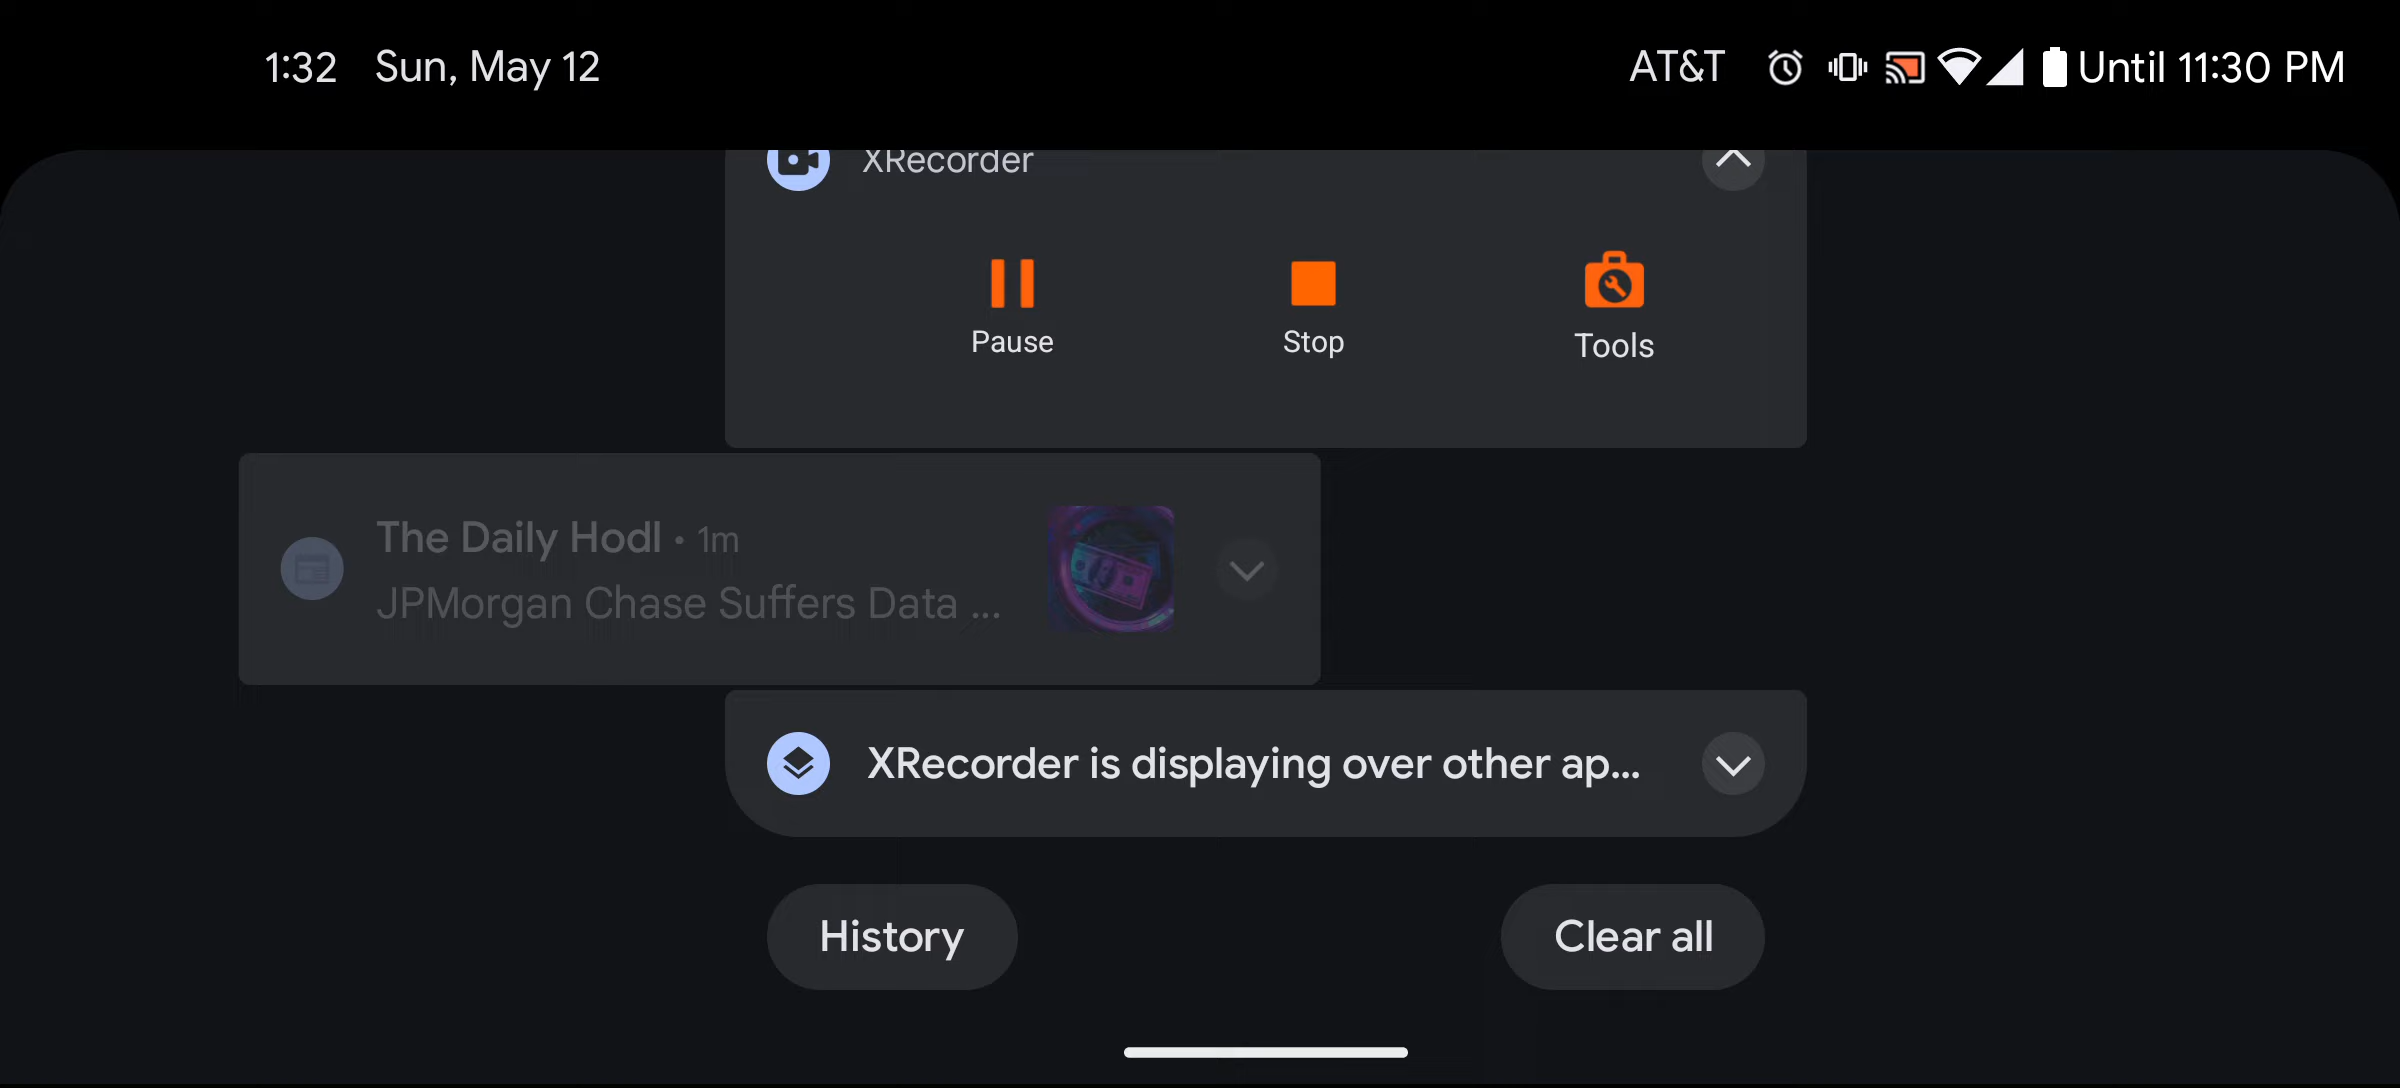 1:32 Sun, May 12 AT&T Until 11:30 PM
XRecorder
Pause Stop Tools
The Daily Hodl • 1m
JPMorgan Chase Suffers Data ...
XRecorder is displaying over other ap...
History Clear all